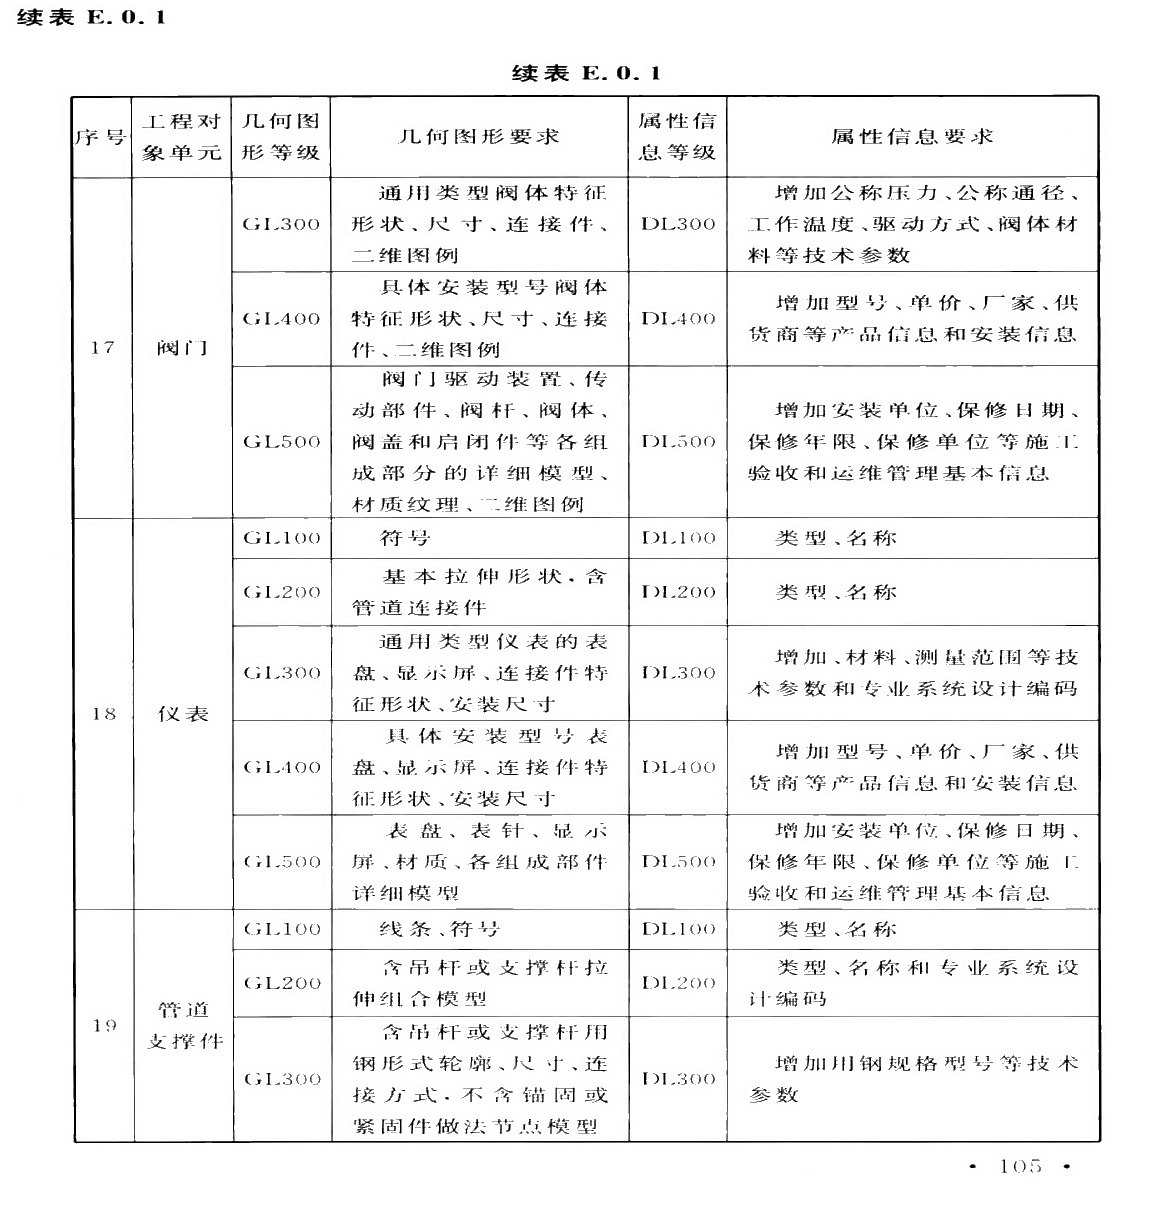 续表 E.0.1
续表 E.0.1
序号
工程对
象单元
几何图
形等级
几何图形要求
属性信
息等级
属性信息要求
17
阀门
GL300
通用类型阀体特征
形状、尺寸、连接件、
二维图例
DL300
增加公称压力、公称通径、
工作温度、驱动方式、阀体材
料等技术参数
GL400
具体安装型号阀体
特征形状、尺寸、连接
件、二维图例
DL400
增加型号、单价、厂家、供
货商等产品信息和安装信息
GL500
阀门驱动装置、传
动部件、阀杆、阀体、
阀盖和启闭件等各组
成部分的详细模型、
材质纹理、二维图例
DL500
增加安装单位、保修日期、
保修年限、保修单位等施工
验收和运维管理基本信息
18
仪表
GL100
符号
DL100
类型、名称
GL200
基本拉伸形状,含
管道连接件
DL200
类型、名称
GL300
通用类型仪表的表
盘、显示屏、连接件特
征形状、安装尺寸
DL300
增加、材料、测量范围等技
术参数和专业系统设计编码
GL400
具体安装型号表
盘、显示屏、连接件特
征形状、安装尺寸
DL400
增加型号、单价、厂家、供
货商等产品信息和安装信息
GL500
表盘、表针、显示
屏、材质、各组成部件
详细模型
DL500
增加安装单位、保修日期、
保修年限、保修单位等施工
验收和运维管理基本信息
19
管道
支撑件
GL100
线条、符号
DL100
类型、名称
GL200
含吊杆或支撑杆拉
伸组合模型
DL200
类型、名称和专业系统设
计编码
GL300
含吊杆或支撑杆用
钢形式轮廓、尺寸、连
接方式,不含锚固或
紧固件做法节点模型
DL300
增加用钢规格型号等技术
参数
• 105 •